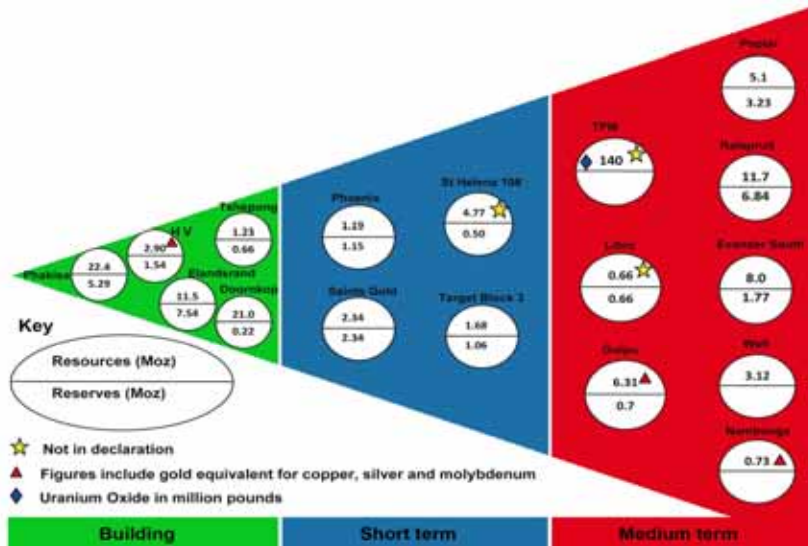 Poplar
5.1
3.23
TPM
140
Rolspruit
11.7
6.84
Tshepong
1.23
0.66
Phoenix
1.19
1.15
St Helena 108
4.77
0.50
H V
2.90
1.54
Phakisa
22.4
5.29
Elandsrand
11.5
7.54
Doornkop
21.0
0.22
Libra
0.66
0.66
Evander South
8.0
1.77
Saints Gold
2.34
2.34
Target Block 3
1.68
1.06
Golpu
6.31
0.7
Wafi
3.12
Nambonga
0.73
Key
Resources (Moz)
Reserves (Moz)
Not in declaration
Figures include gold equivalent for copper, silver and molybdenum
Uranium Oxide in million pounds
Building
Short term
Medium term